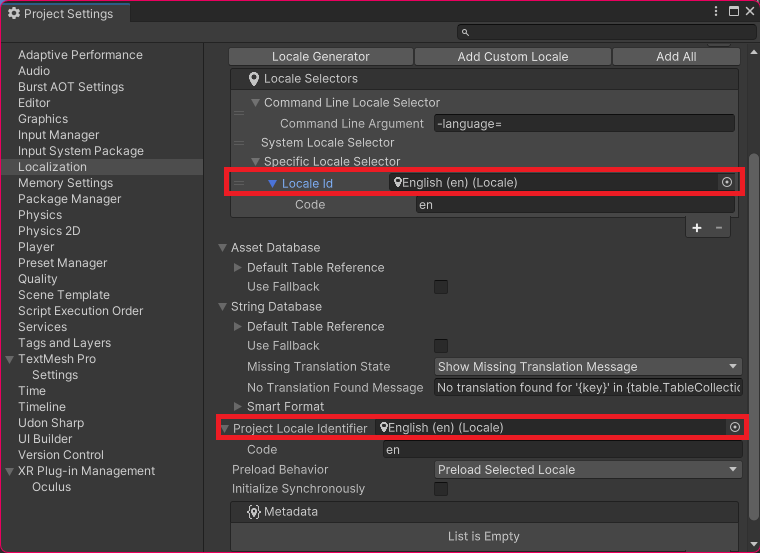 Project Settings
Adaptive Performance
Audio
Burst AOT Settings
Editor
Graphics
Input Manager
Input System Package
Localization
Memory Settings
Package Manager
Physics
Physics 2D
Player
Preset Manager
Quality
Scene Template
Script Execution Order
Services
Tags and Layers
TextMesh Pro
Settings
Time
Timeline
Udon Sharp
UI Builder
Version Control
XR Plug-in Management
Oculus
Locale Generator Add Custom Locale Add All
Locale Selectors
Command Line Locale Selector
Command Line Argument -language=
System Locale Selector
Specific Locale Selector
Locale Id English (en) (Locale)
Code en
+ -
Asset Database
Default Table Reference
Use Fallback
String Database
Default Table Reference
Use Fallback
Missing Translation State Show Missing Translation Message
No Translation Found Message No translation found for '{key}' in {table.TableCollectic
Smart Format
Project Locale Identifier English (en) (Locale)
Code en
Preload Behavior Preload Selected Locale
Initialize Synchronously
Metadata
List is Empty